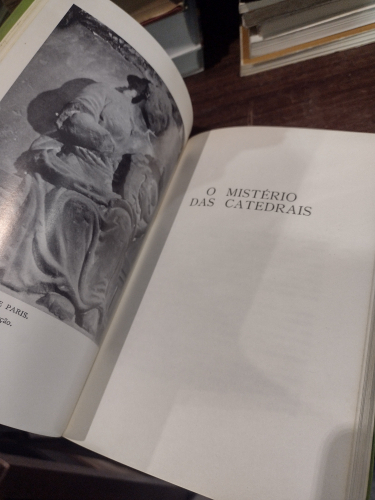 PARIS.
O MISTÉRIO
DAS CATEDRAIS